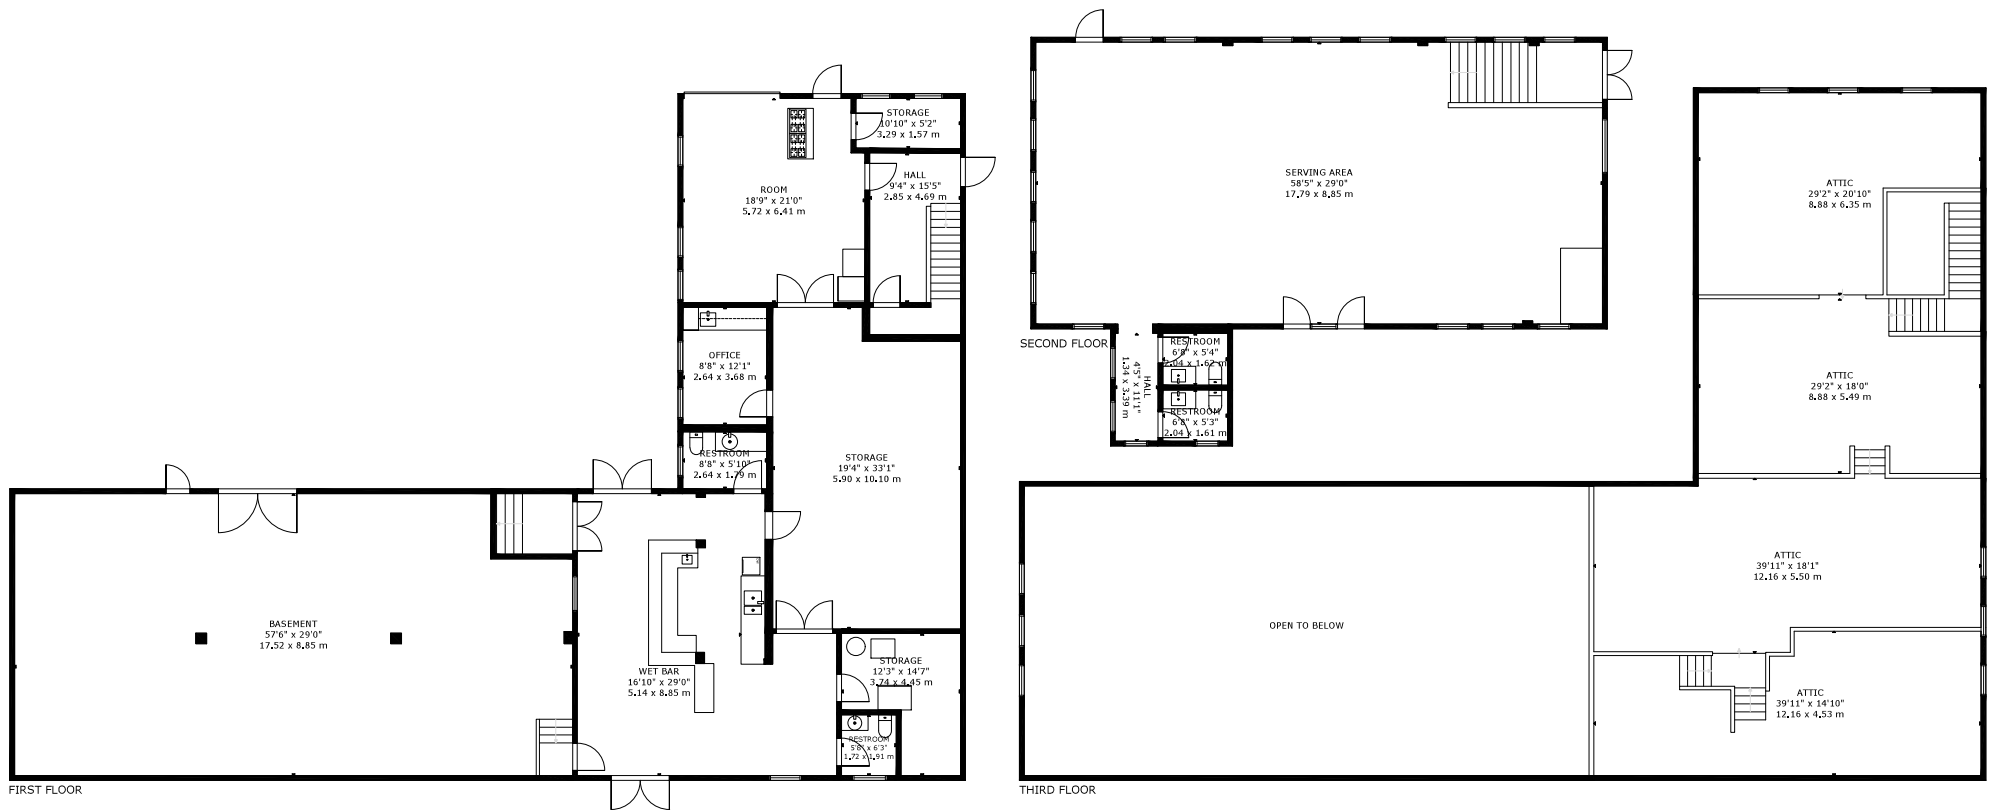 STORAGE
10'10" x 5'2"
3.29 x 1.57 m
HALL
9'4" x 15'5"
2.85 x 4.69 m
ROOM
18'9" x 21'0"
5.72 x 6.41 m
OFFICE
8'8" x 12'1"
2.64 x 3.68 m
RESTROOM
8'8" x 5'10"
2.64 x 1.79 m
STORAGE
19'4" x 33'1"
5.90 x 10.10 m
BASEMENT
57'6" x 29'0"
17.52 x 8.85 m
WET BAR
16'10" x 29'0"
5.14 x 8.85 m
STORAGE
12'3" x 14'7"
3.74 x 4.45 m
RESTROOM
5'8" x 6'3"
1.72 x 1.91 m
FIRST FLOOR
SERVING AREA
58'5" x 29'0"
17.79 x 8.85 m
SECOND FLOOR
HALL
4'5" x 11'1"
1.34 x 3.39 m
RESTROOM
6'8" x 5'4"
2.04 x 1.62 m
RESTROOM
6'8" x 5'3"
2.04 x 1.61 m
ATTIC
29'2" x 20'10"
8.88 x 6.35 m
ATTIC
29'2" x 18'0"
8.88 x 5.49 m
ATTIC
39'11" x 18'1"
12.16 x 5.50 m
OPEN TO BELOW
ATTIC
39'11" x 14'10"
12.16 x 4.53 m
THIRD FLOOR